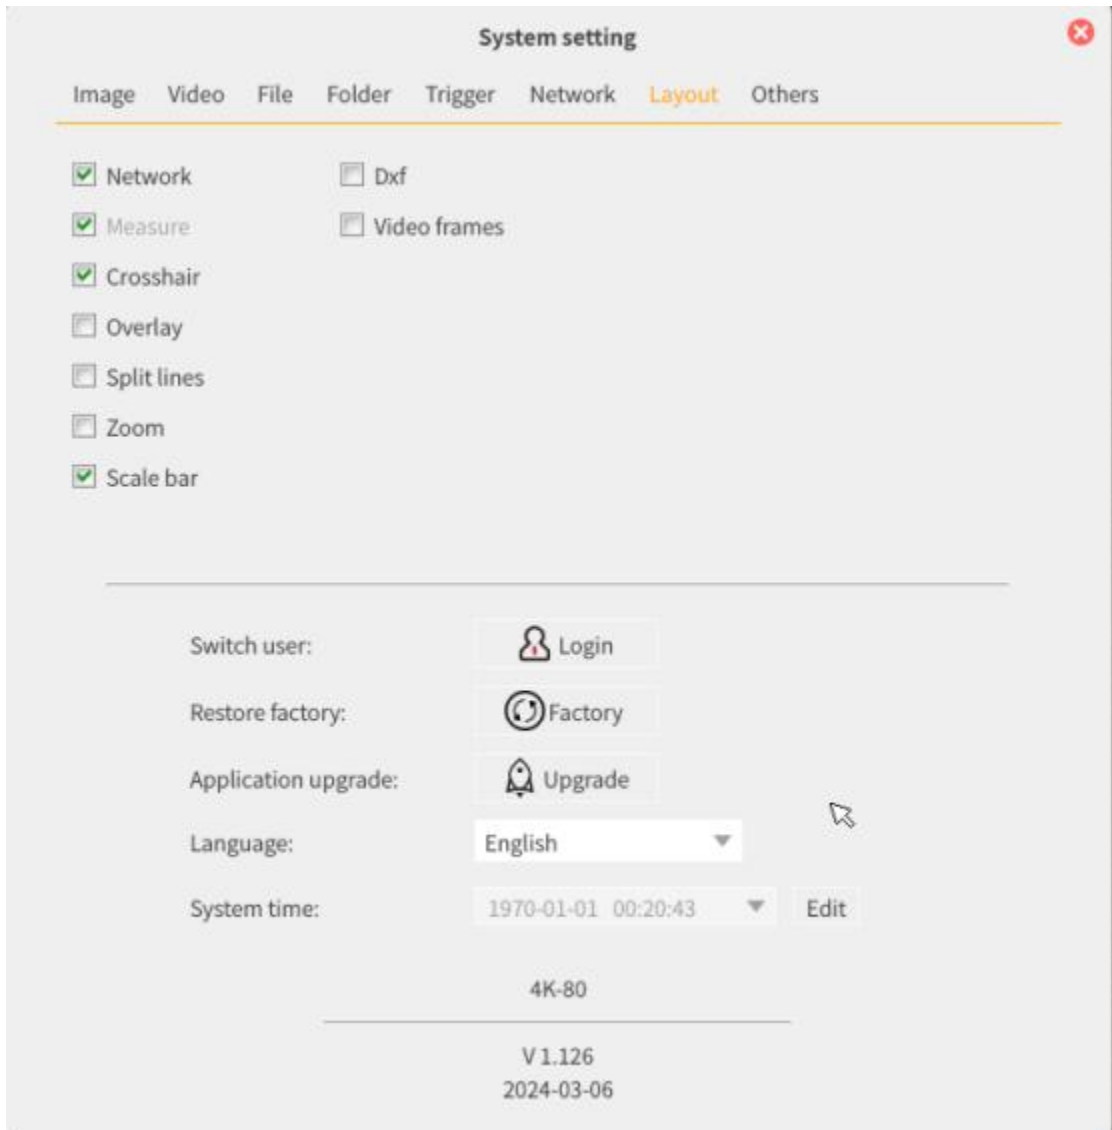 System setting
Image Video File Folder Trigger Network Layout Others
Network Dxf
Measure Video frames
Crosshair
Overlay
Split lines
Zoom
Scale bar
Switch user: Login
Restore factory: Factory
Application upgrade: Upgrade
Language: English
System time: 1970-01-01 00:20:43 Edit
4K-80
V 1.126
2024-03-06